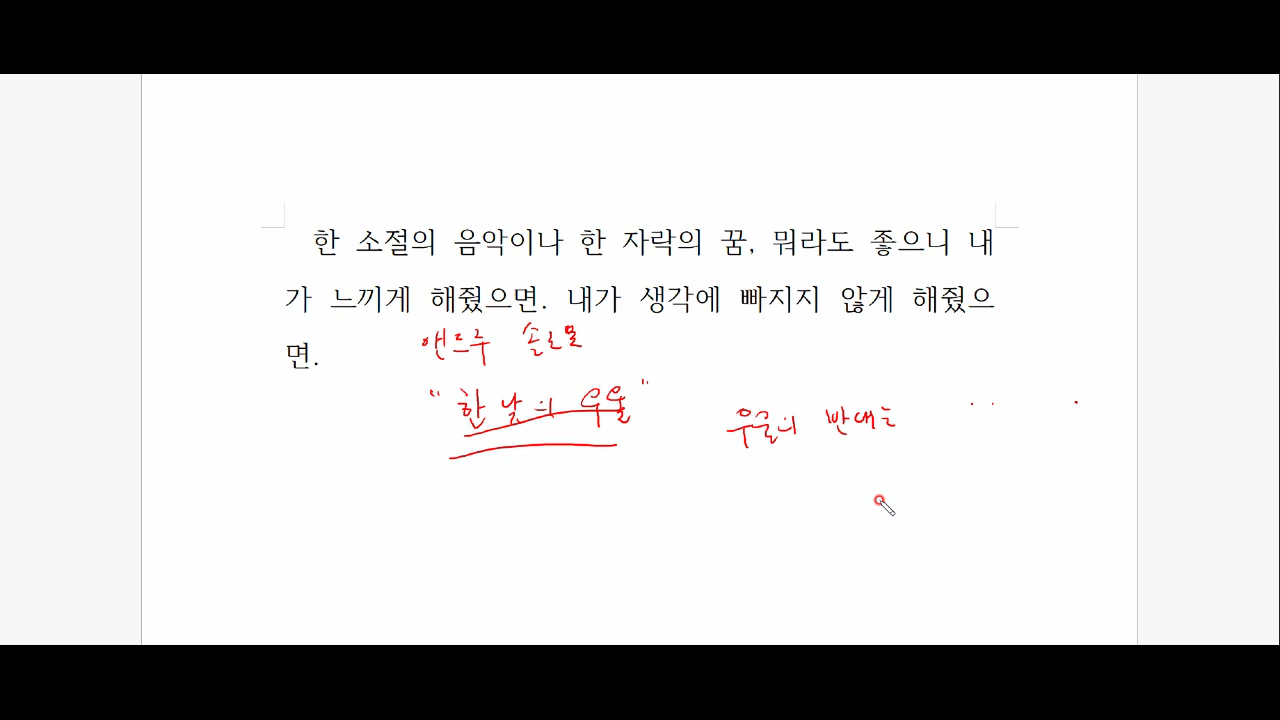 한 소절의 음악이나 한 자락의 꿈, 뭐라도 좋으니 내
가 느끼게 해줬으면. 내가 생각에 빠지지 않게 해줬으
면.
앤드루 솔로몬
"한낮의 우울"
우울의 반대는